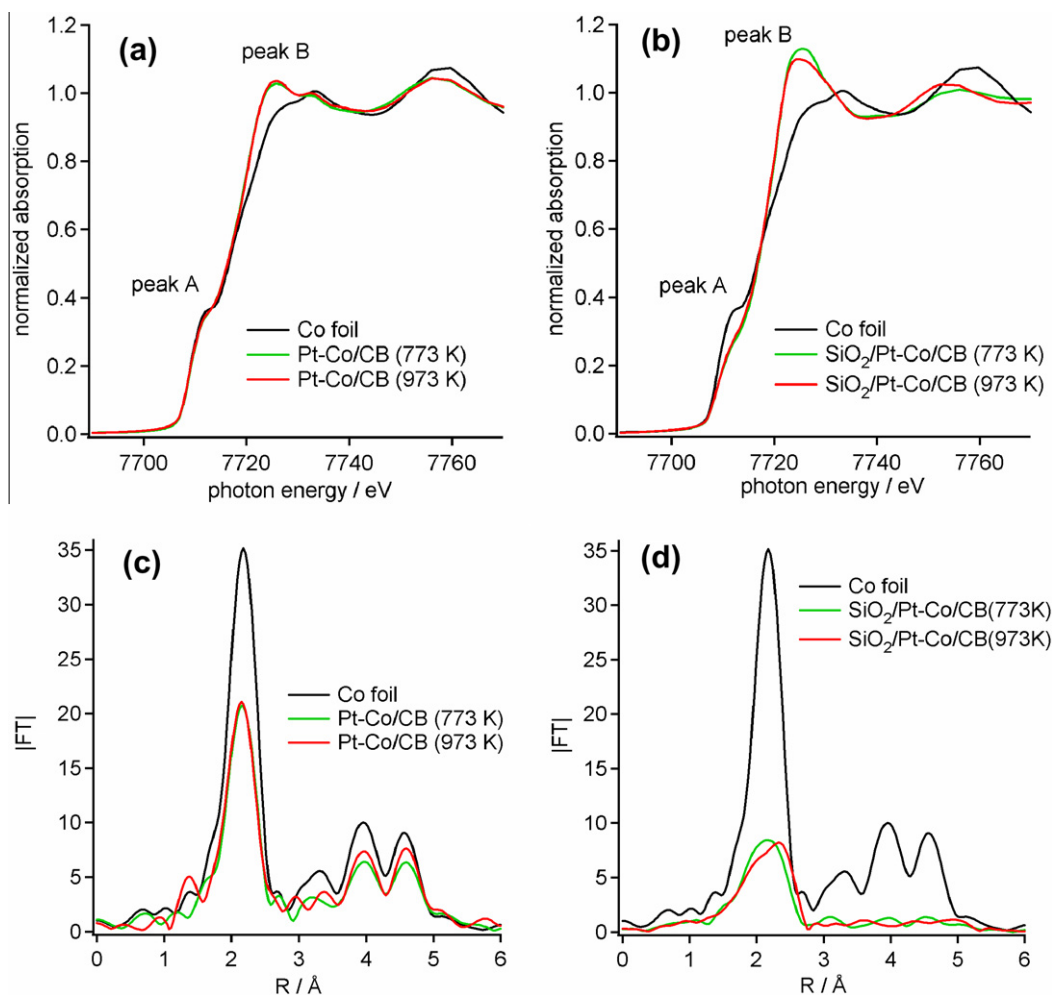 (a)
peak B
peak A
normalized absorption
1.2
1.0
0.8
0.6
0.4
0.2
0.0
Co foil
Pt-Co/CB (773 K)
Pt-Co/CB (973 K)
7700
7720
7740
7760
photon energy / eV
(b)
peak B
peak A
normalized absorption
1.2
1.0
0.8
0.6
0.4
0.2
0.0
Co foil
SiO₂/Pt-Co/CB (773 K)
SiO₂/Pt-Co/CB (973 K)
7700
7720
7740
7760
photon energy / eV
(c)
|FT|
35
30
25
20
15
10
5
0
Co foil
Pt-Co/CB (773 K)
Pt-Co/CB (973 K)
0 1 2 3 4 5 6
R / Å
(d)
|FT|
35
30
25
20
15
10
5
0
Co foil
SiO₂/Pt-Co/CB(773K)
SiO₂/Pt-Co/CB(973K)
0 1 2 3 4 5 6
R / Å